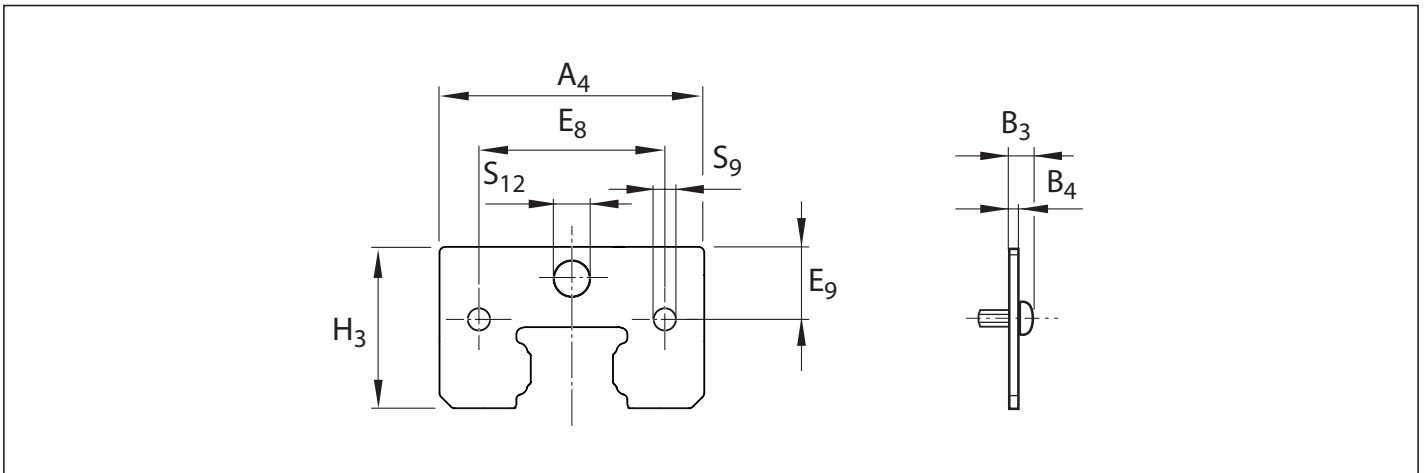 A₄
E₈
B₃
S₉
S₁₂
B₄
E₉
H₃